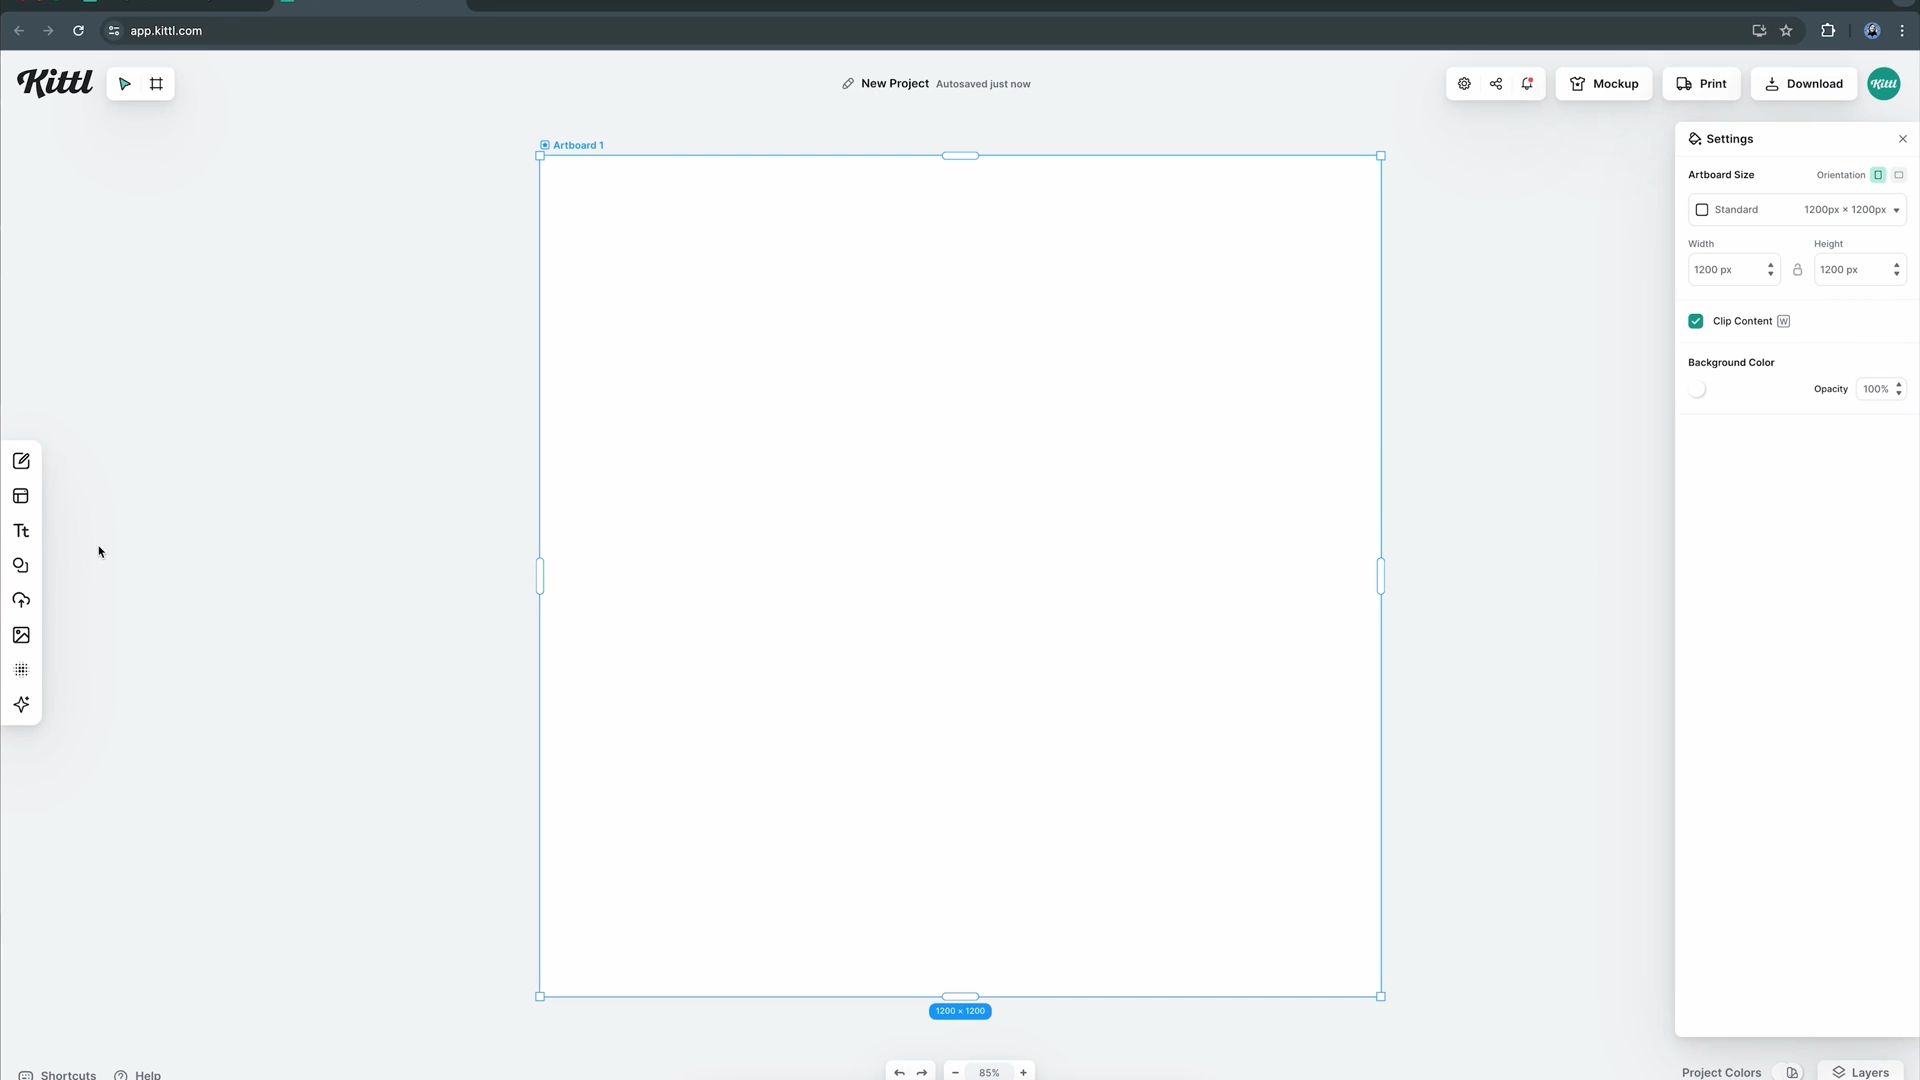 app.kittl.com
Kittl
New Project Autosaved just now
Mockup
Print
Download
Kittl
Artboard 1
Settings
Artboard Size Orientation
Standard 1200px × 1200px
Width Height
1200 px 1200 px
Clip Content W
Background Color
Opacity 100%
Tt
1200 × 1200
Shortcuts Help
85%
Project Colors Layers